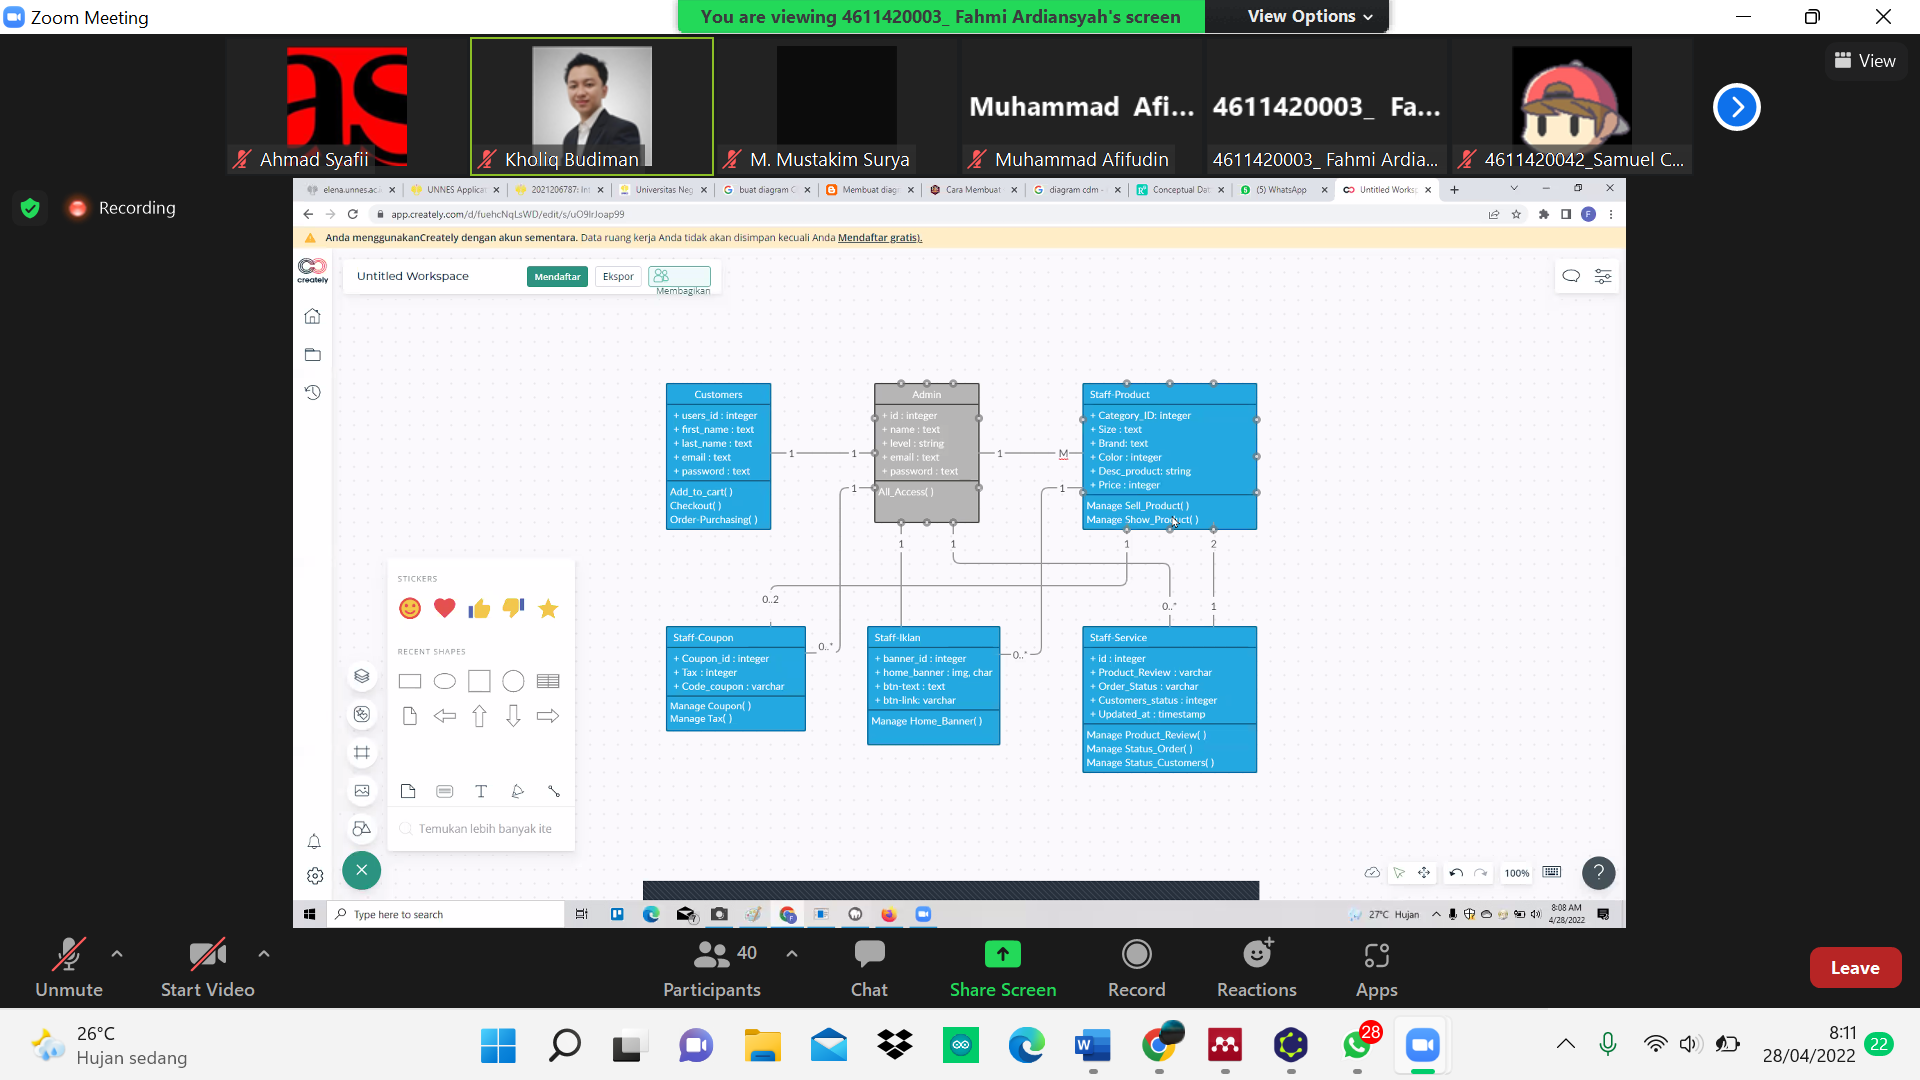 Zoom Meeting
You are viewing 4611420003_ Fahmi Ardiansyah's screen
View Options
View
Ahmad Syafii
Kholiq Budiman
M. Mustakim Surya
Muhammad Afi...
Muhammad Afifudin
4611420003_ Fa...
4611420003_ Fahmi Ardia...
4611420042_Samuel C...
Recording
elena.unnes.ac.
UNNES Applicat
2021206787: In
Universitas Neg
buat diagram C
Membuat diag
Cara Membuat
diagram cdm -
Conceptual Dat
(5) WhatsApp
Untitled Works
app.creately.com/d/fuehcNqLsWD/edit/s/uO9IrJoap99
Anda menggunakanCreately dengan akun sementara. Data ruang kerja Anda tidak akan disimpan kecuali Anda Mendaftar gratis).
creately
Untitled Workspace
Mendaftar
Ekspor
Membagikan
Customers
+ users_id : integer
+ first_name : text
+ last_name : text
+ email : text
+ password : text
Add_to_cart( )
Checkout( )
Order-Purchasing( )
1
1
Admin
+ id : integer
+ name : text
+ level : string
+ email : text
+ password : text
All_Access( )
1
M
1
1
Staff-Product
+ Category_ID: integer
+ Size : text
+ Brand: text
+ Color : integer
+ Desc_product: string
+ Price : integer
Manage Sell_Product( )
Manage Show_Product( )
1
1
1
2
0..2
0..*
1
0..*
0..*
Staff-Coupon
+ Coupon_id : integer
+ Tax : integer
+ Code_coupon : varchar
Manage Coupon( )
Manage Tax( )
Staff-Iklan
+ banner_id : integer
+ home_banner : img, char
+ btn-text : text
+ btn-link: varchar
Manage Home_Banner( )
Staff-Service
+ id : integer
+ Product_Review : varchar
+ Order_Status : varchar
+ Customers_status : integer
+ Updated_at : timestamp
Manage Product_Review( )
Manage Status_Order( )
Manage Status_Customers( )
STICKERS
RECENT SHAPES
T
Temukan lebih banyak ite
100%
?
Type here to search
27°C Hujan
8:08 AM
4/28/2022
Unmute
Start Video
40
Participants
Chat
Share Screen
Record
Reactions
Apps
Leave
26°C
Hujan sedang
28
8:11
28/04/2022
22